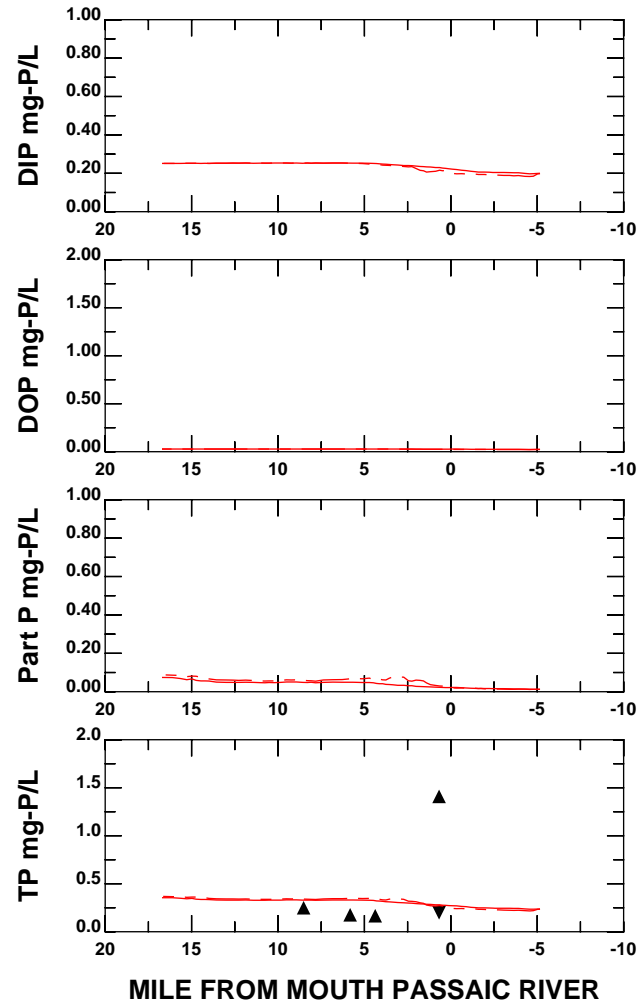 DIP mg-P/L
1.00
0.80
0.60
0.40
0.20
0.00
20 15 10 5 0 -5 -10
DOP mg-P/L
2.00
1.50
1.00
0.50
0.00
20 15 10 5 0 -5 -10
Part P mg-P/L
1.00
0.80
0.60
0.40
0.20
0.00
20 15 10 5 0 -5 -10
TP mg-P/L
2.0
1.5
1.0
0.5
0.0
20 15 10 5 0 -5 -10
MILE FROM MOUTH PASSAIC RIVER